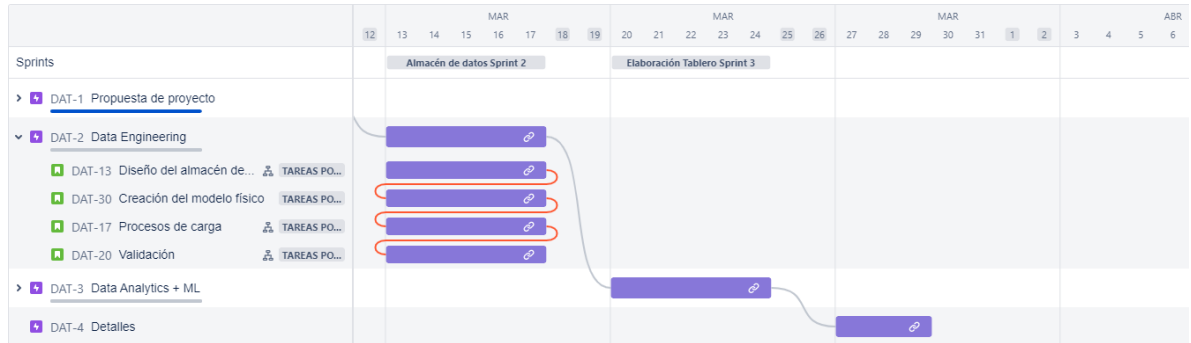 MAR MAR MAR ABR
12 13 14 15 16 17 18 19 20 21 22 23 24 25 26 27 28 29 30 31 1 2 3 4 5 6
Sprints Almacén de datos Sprint 2 Elaboración Tablero Sprint 3
DAT-1 Propuesta de proyecto
DAT-2 Data Engineering
DAT-13 Diseño del almacén de... TAREAS PO...
DAT-30 Creación del modelo físico TAREAS PO...
DAT-17 Procesos de carga TAREAS PO...
DAT-20 Validación TAREAS PO...
DAT-3 Data Analytics + ML
DAT-4 Detalles